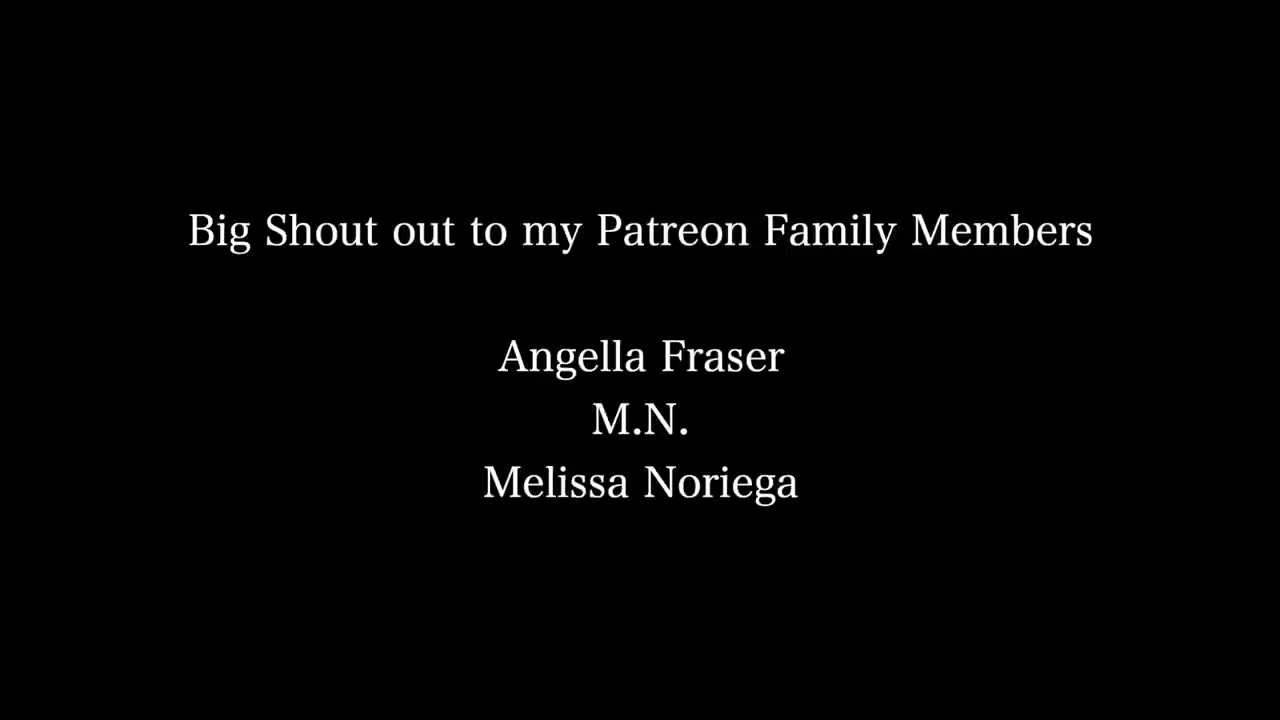 Big Shout out to my Patreon Family Members
Angella Fraser
M.N.
Melissa Noriega